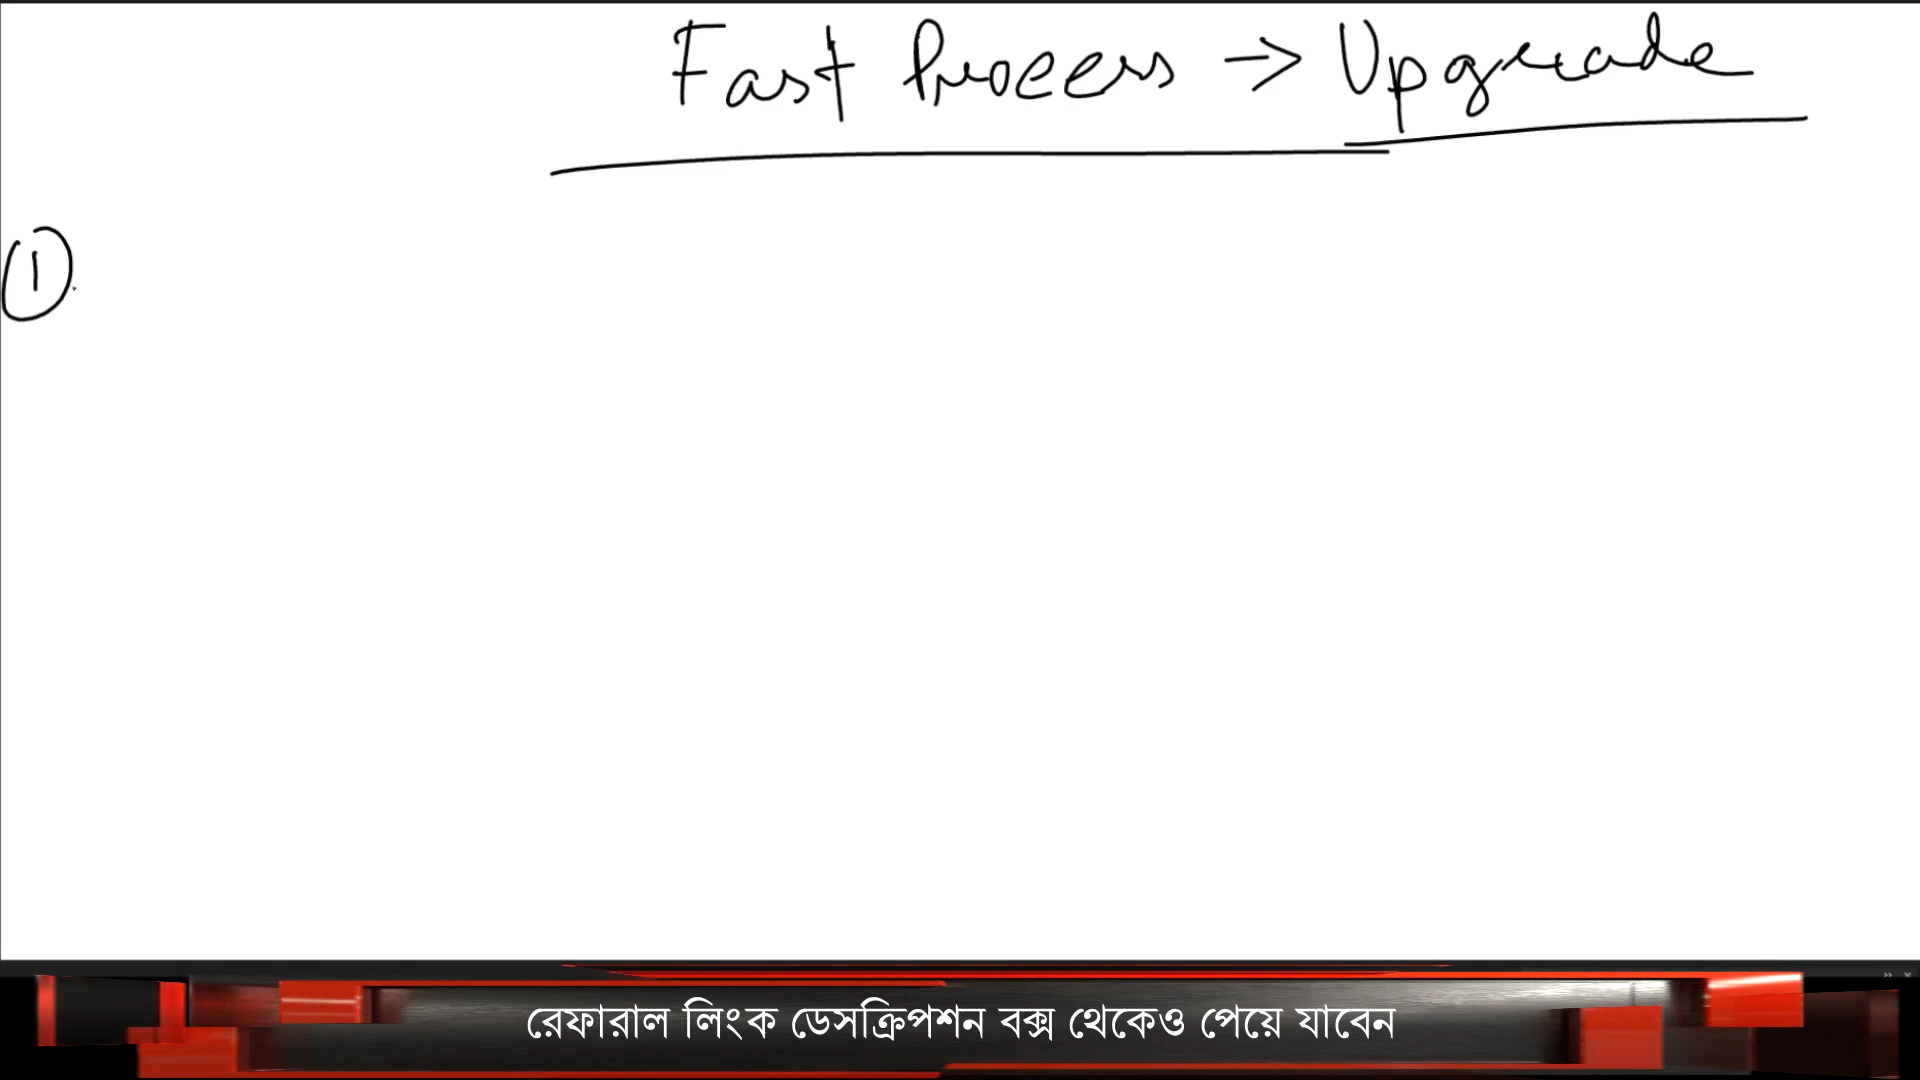 Fast Process → Upgrade
①
রেফারাল লিংক ডেসক্রিপশন বক্স থেকেও পেয়ে যাবেন